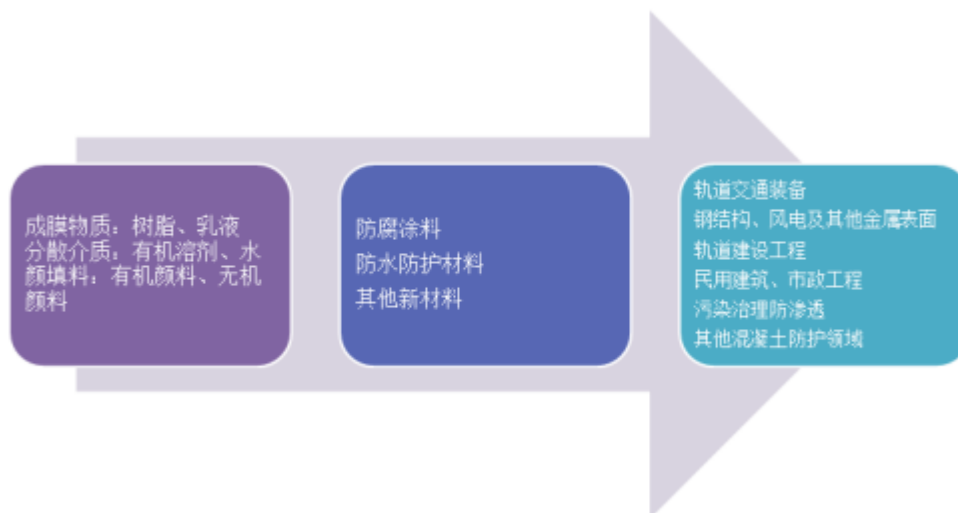 成膜物质：树脂、乳液
分散介质：有机溶剂、水
颜填料：有机颜料、无机
颜料
防腐涂料
防水防护材料
其他新材料
轨道交通装备
钢结构、风电及其他金属表面
轨道建设工程
民用建筑、市政工程
污染治理防渗透
其他混凝土防护领域